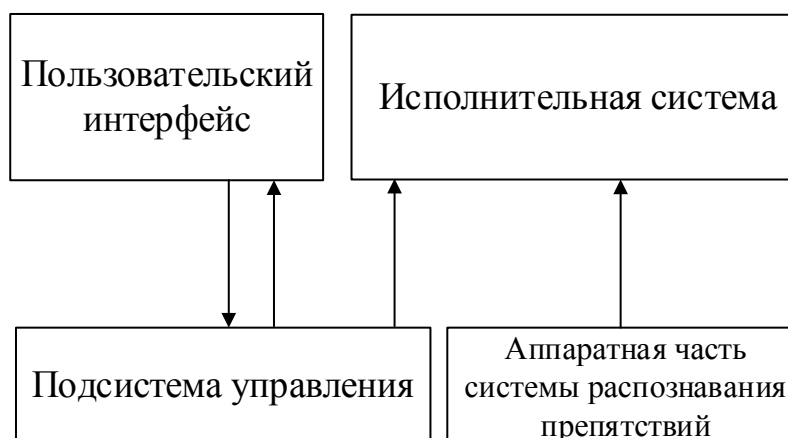 Пользовательский
интерфейс
Исполнительная система
Подсистема управления
Аппаратная часть
системы распознавания
препятствий